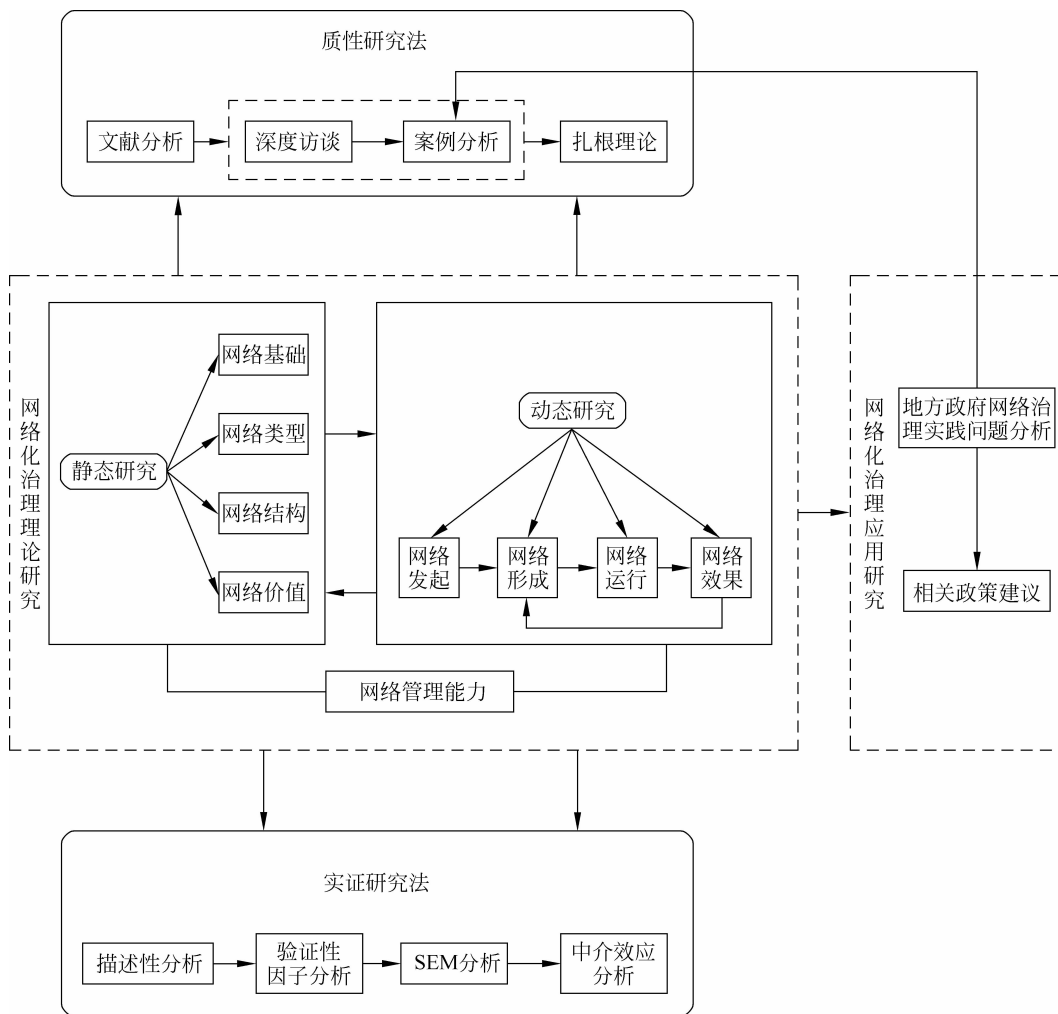 质性研究法
文献分析
深度访谈
案例分析
扎根理论
网络化治理理论研究
静态研究
网络基础
网络类型
网络结构
网络价值
动态研究
网络
发起
网络
形成
网络
运行
网络
效果
网络管理能力
网络化治理应用研究
地方政府网络治
理实践问题分析
相关政策建议
实证研究法
描述性分析
验证性
因子分析
SEM分析
中介效应
分析